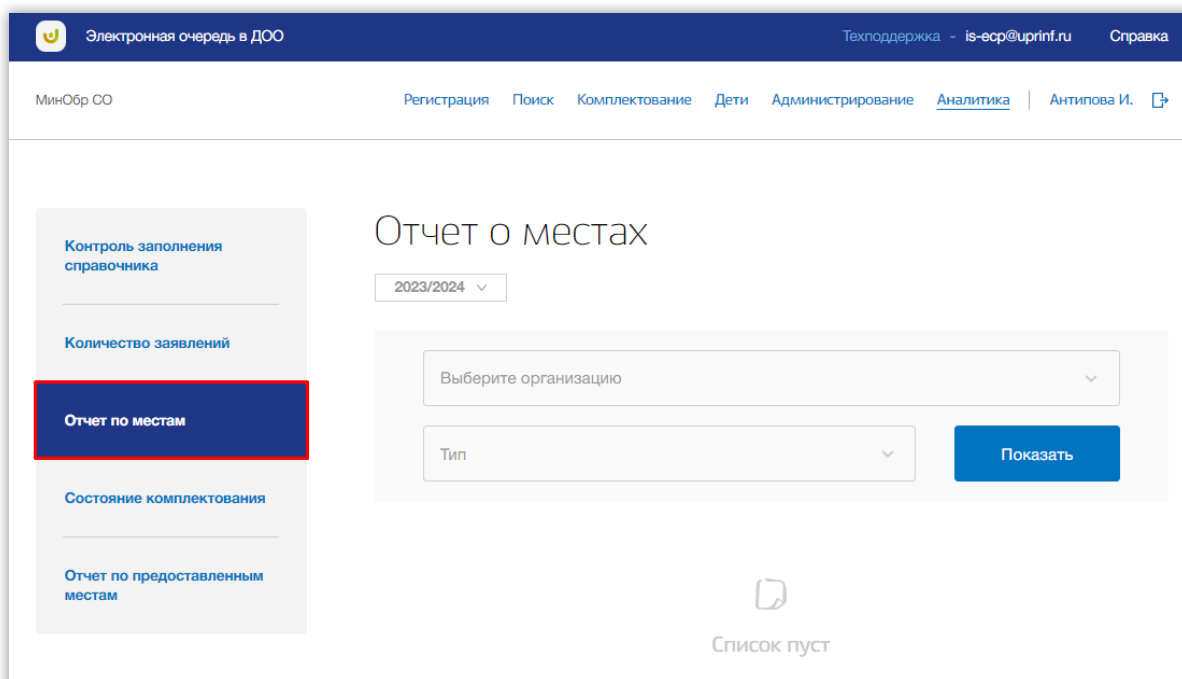 Электронная очередь в ДОО
Техподдержка - is-ecp@uprinf.ru Справка
МинОбр СО
Регистрация Поиск Комплектование Дети Администрирование Аналитика Антипова И.
Контроль заполнения
справочника
Количество заявлений
Отчет по местам
Состояние комплектования
Отчет по предоставленным
местам
Отчет о местах
2023/2024
Выберите организацию
Тип
Показать
Список пуст